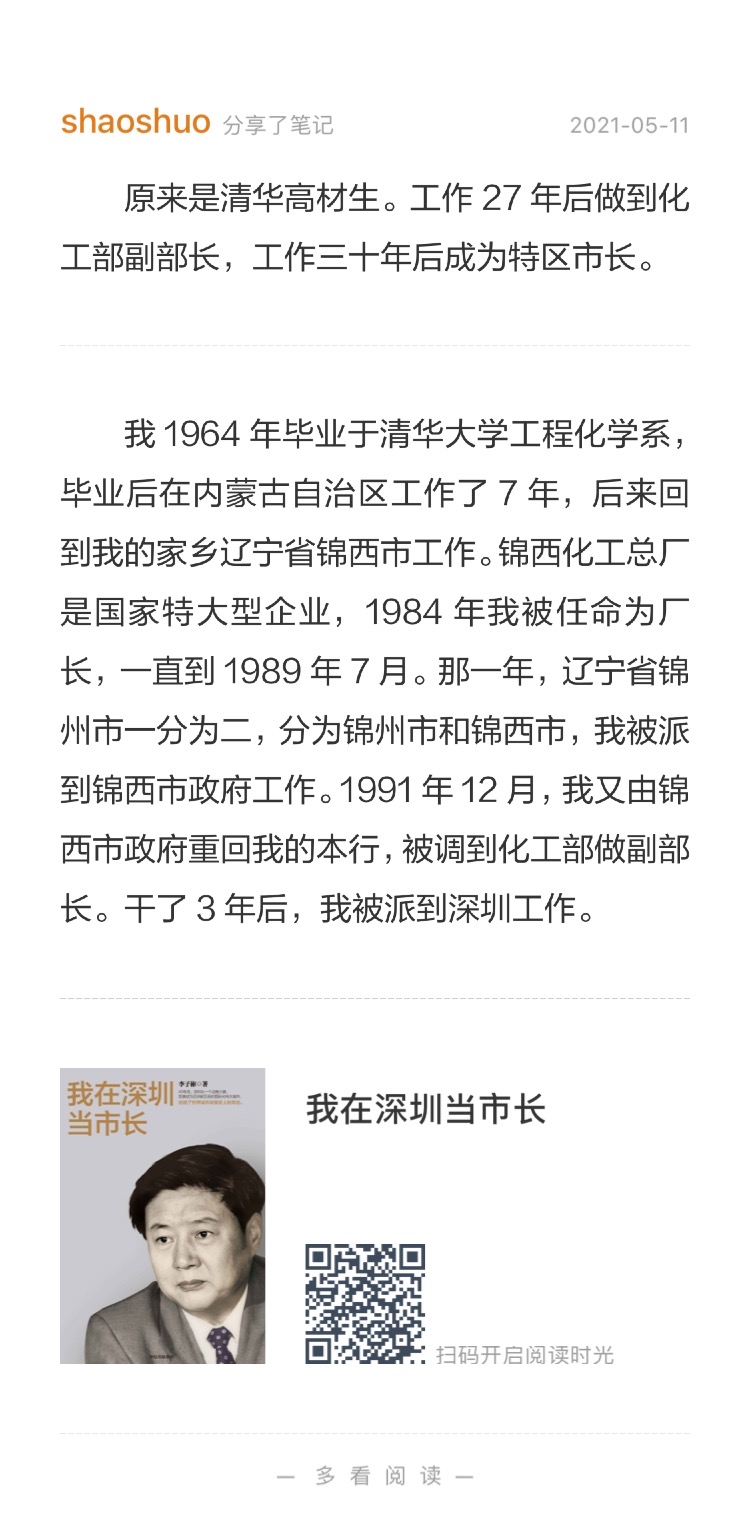 shaoshuo 分享了笔记 2021-05-11
原来是清华高材生。工作 27 年后做到化
工部副部长，工作三十年后成为特区市长。
我 1964 年毕业于清华大学工程化学系，
毕业后在内蒙古自治区工作了 7 年，后来回
到我的家乡辽宁省锦西市工作。锦西化工总厂
是国家特大型企业，1984 年我被任命为厂
长，一直到 1989 年 7 月。那一年，辽宁省锦
州市一分为二，分为锦州市和锦西市，我被派
到锦西市政府工作。1991 年 12 月，我又由锦
西市政府重回我的本行，被调到化工部做副部
长。干了 3 年后，我被派到深圳工作。
我在深圳
当市长
李子彬◎著
我在深圳当市长
扫码开启阅读时光
— 多看阅读 —